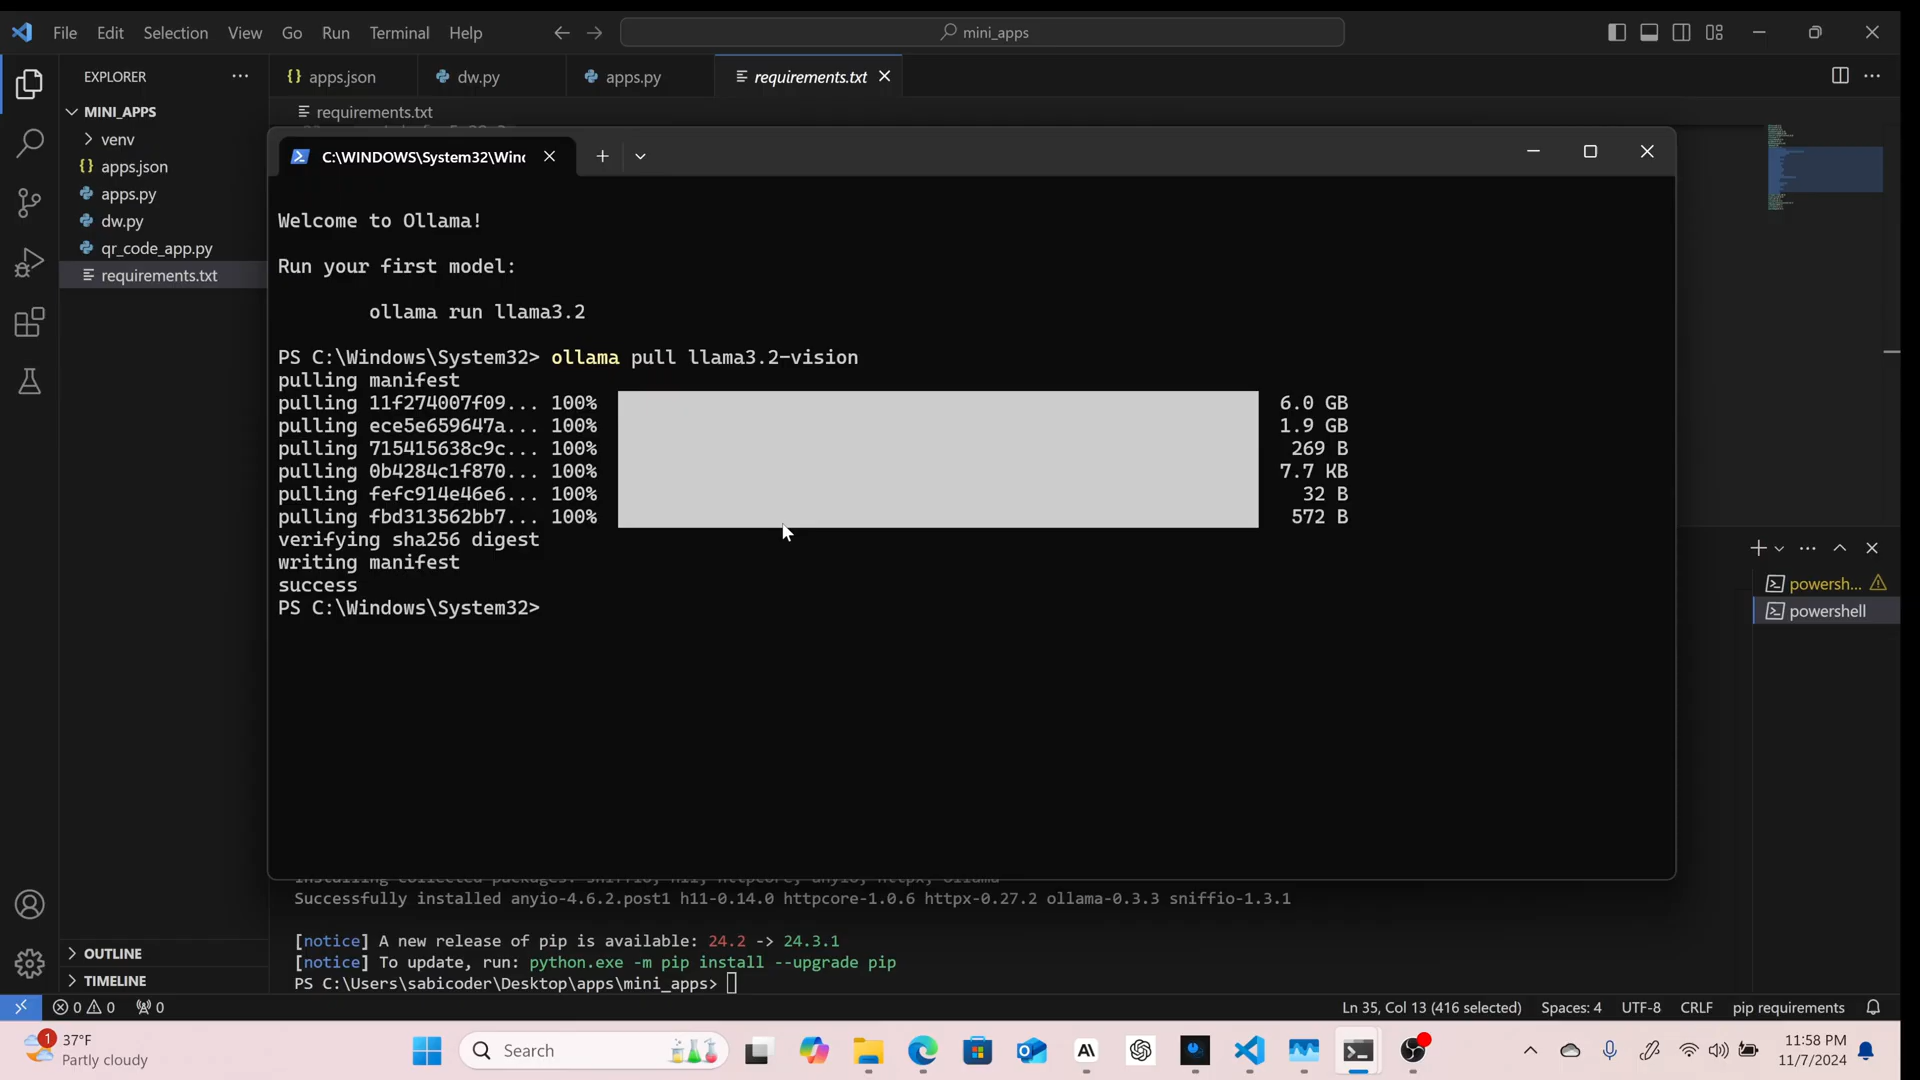 File Edit Selection View Go Run Terminal Help
mini_apps
EXPLORER
apps.json
dw.py
apps.py
requirements.txt
requirements.txt
MINI_APPS
venv
apps.json
apps.py
dw.py
qr_code_app.py
requirements.txt
C:\WINDOWS\System32\Winc
Welcome to Ollama!
Run your first model:
ollama run llama3.2
PS C:\Windows\System32> ollama pull llama3.2-vision
pulling manifest
pulling 11f274007f09... 100% 6.0 GB
pulling ece5e659647a... 100% 1.9 GB
pulling 715415638c9c... 100% 269 B
pulling 0b4284c1f870... 100% 7.7 KB
pulling fefc914e46e6... 100% 32 B
pulling fbd313562bb7... 100% 572 B
verifying sha256 digest
writing manifest
success
PS C:\Windows\System32>
powersh...
powershell
Successfully installed anyio-4.6.2.post1 h11-0.14.0 httpcore-1.0.6 httpx-0.27.2 ollama-0.3.3 sniffio-1.3.1
[notice] A new release of pip is available: 24.2 -> 24.3.1
[notice] To update, run: python.exe -m pip install --upgrade pip
PS C:\Users\sabicoder\Desktop\apps\mini_apps>
OUTLINE
TIMELINE
0 0 0
Ln 35, Col 13 (416 selected) Spaces: 4 UTF-8 CRLF pip requirements
1
37°F
Partly cloudy
Search
11:58 PM
11/7/2024